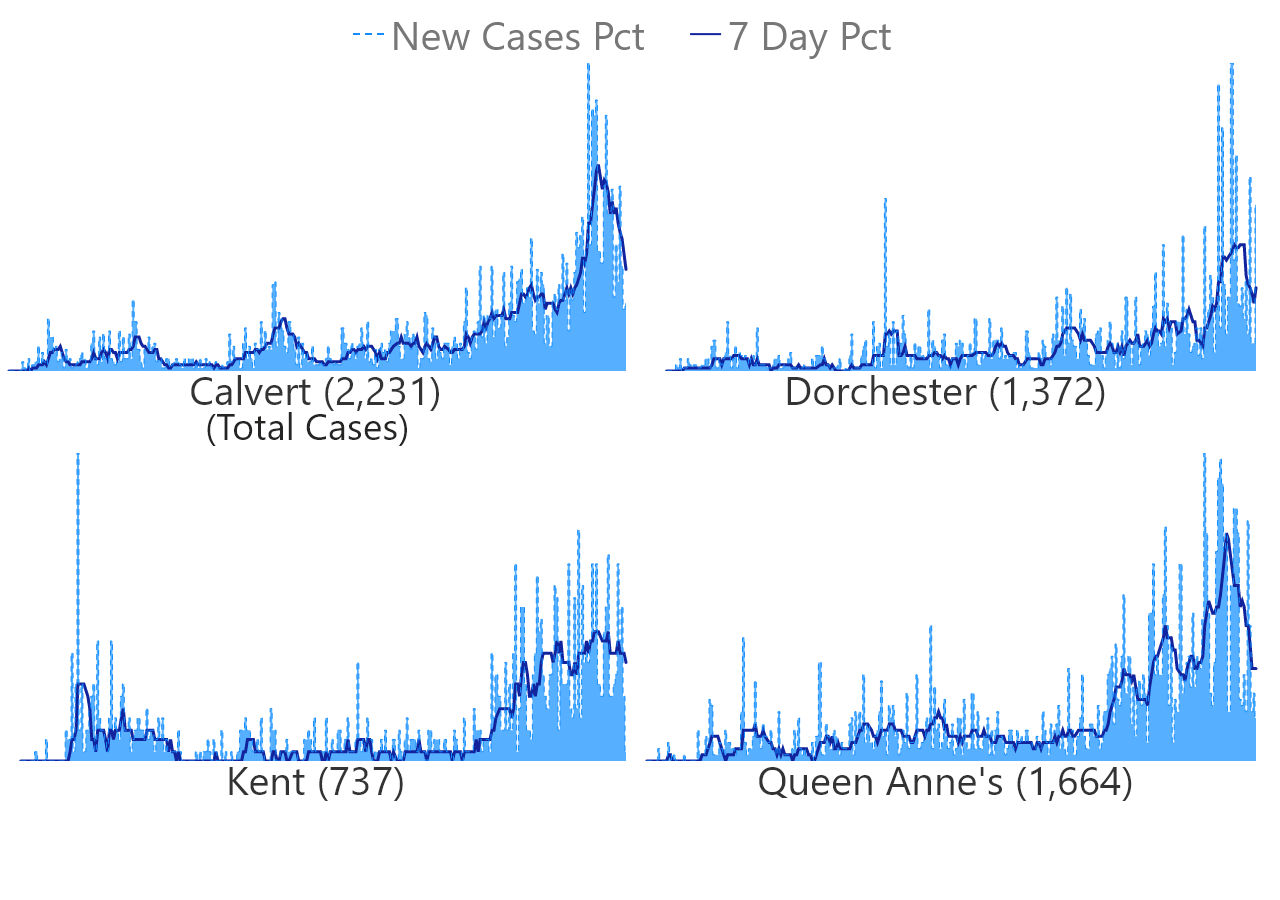 New Cases Pct 7 Day Pct
Calvert (2,231) Dorchester (1,372)
(Total Cases)
Kent (737) Queen Anne's (1,664)